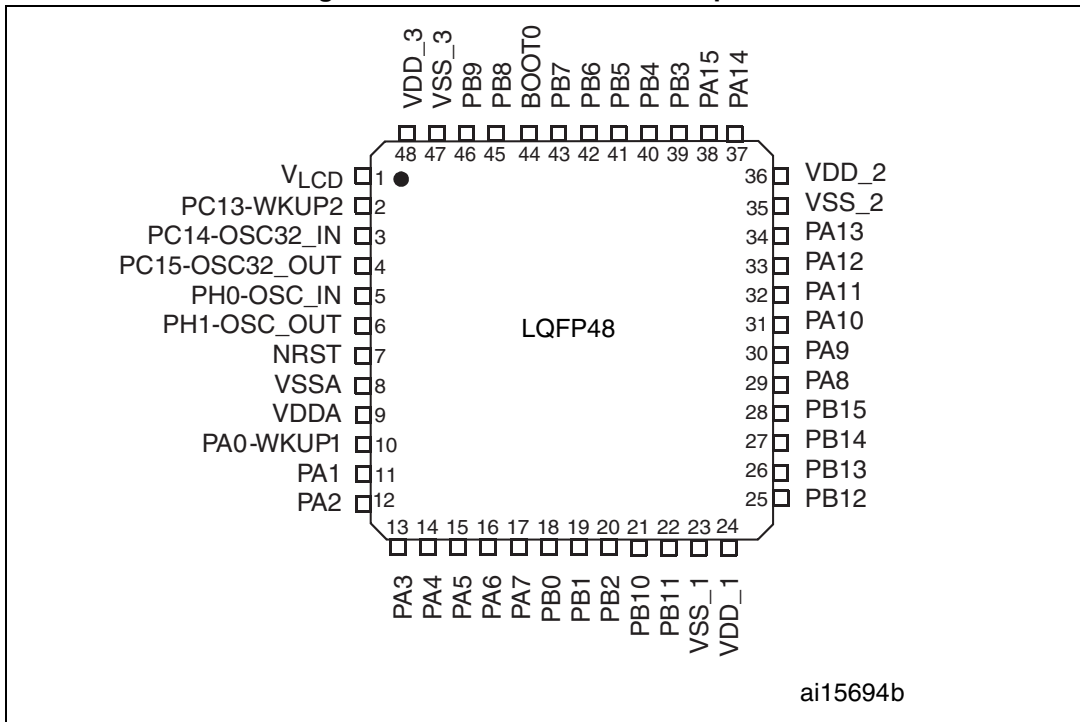 VDD_3
VSS_3
PB9
PB8
BOOT0
PB7
PB6
PB5
PB4
PB3
PA15
PA14
48 47 46 45 44 43 42 41 40 39 38 37
VLCD 1
PC13-WKUP2 2
PC14-OSC32_IN 3
PC15-OSC32_OUT 4
PH0-OSC_IN 5
PH1-OSC_OUT 6
NRST 7
VSSA 8
VDDA 9
PA0-WKUP1 10
PA1 11
PA2 12
LQFP48
36 VDD_2
35 VSS_2
34 PA13
33 PA12
32 PA11
31 PA10
30 PA9
29 PA8
28 PB15
27 PB14
26 PB13
25 PB12
13 14 15 16 17 18 19 20 21 22 23 24
PA3
PA4
PA5
PA6
PA7
PB0
PB1
PB2
PB10
PB11
VSS_1
VDD_1
ai15694b